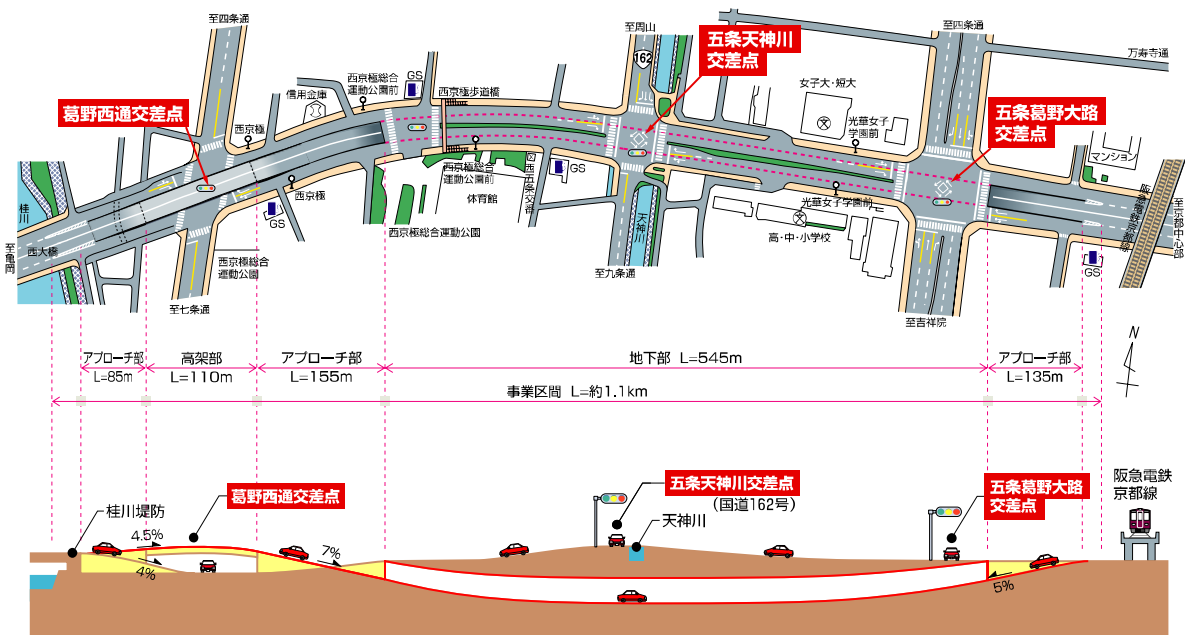 至四条通
至周山
162
五条天神川
交差点
至四条通
万寿寺通
西京極総合
運動公園前
GS
信用金庫
西京極歩道橋
女子大・短大
文
葛野西通交差点
西京極
光華女子
学園前
五条葛野大路
交差点
マンション
阪急電鉄京都線
至京都中心部
西京極総合
運動公園前
西五条交番
GS
体育館
西京極
GS
桂川
西大橋
至亀岡
天神川
光華女子学園前
文
高・中・小学校
西京極総合運動公園
西京極総合
運動公園
GS
至九条通
至七条通
至吉祥院
N
アプローチ部
L=85m
高架部
L=110m
アプローチ部
L=155m
地下部 L=545m
アプローチ部
L=135m
事業区間 L=約1.1km
桂川堤防
葛野西通交差点
4.5%
4%
7%
五条天神川交差点
(国道162号)
天神川
五条葛野大路
交差点
5%
阪急電鉄
京都線